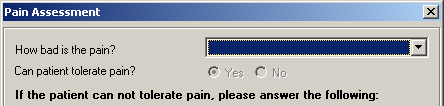 Pain Assessment
How bad is the pain?
Can patient tolerate pain? Yes No
If the patient can not tolerate pain, please answer the following: